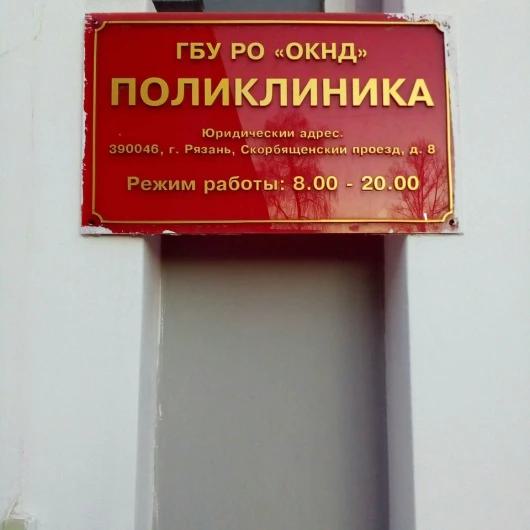 ГБУ РО «ОКНД»
ПОЛИКЛИНИКА
Юридический адрес.
390046, г. Рязань, Скорбященский проезд, д. 8
Режим работы: 8.00 - 20.00